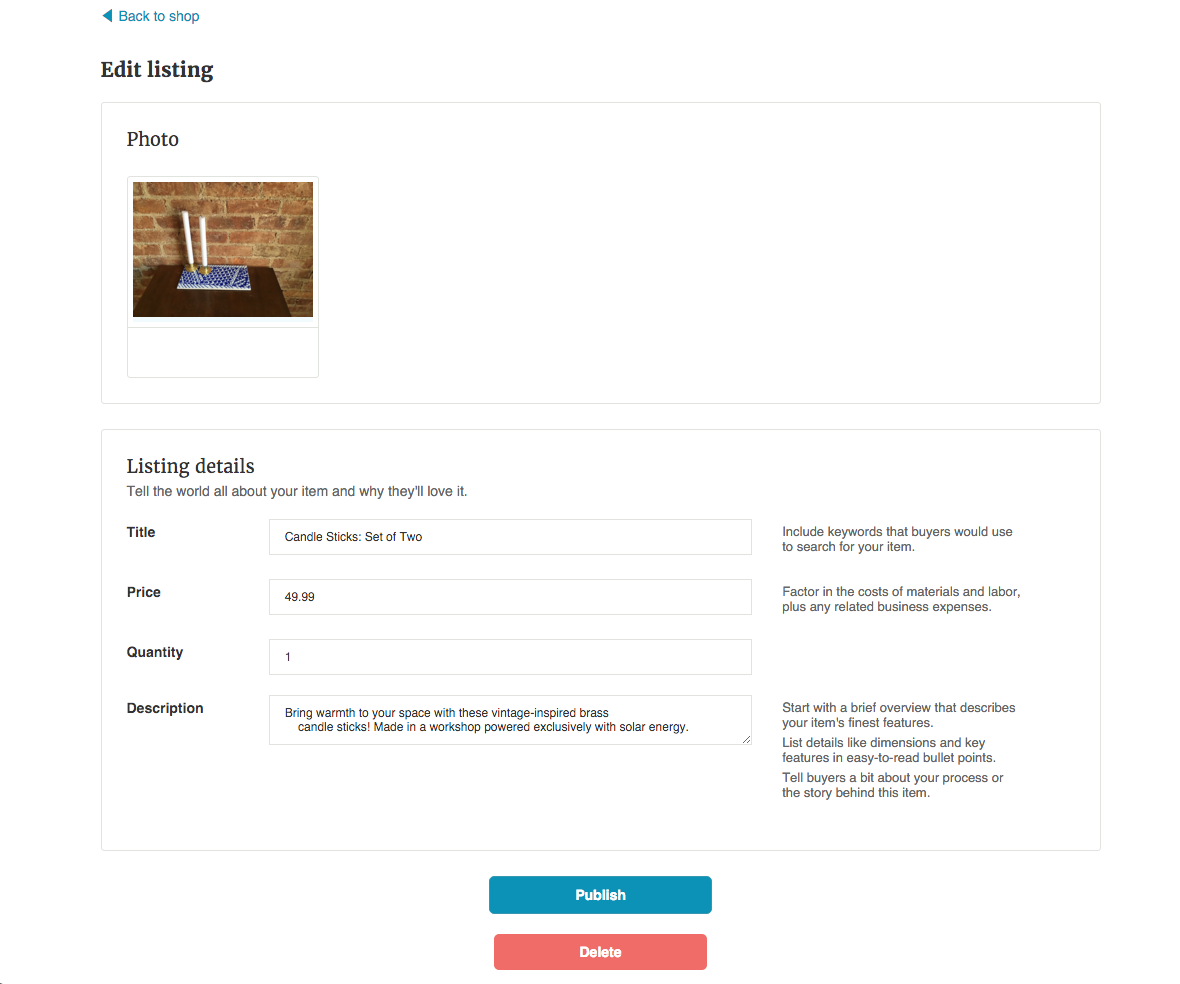 Back to shop
Edit listing
Photo
Listing details
Tell the world all about your item and why they'll love it.
Title
Candle Sticks: Set of Two
Include keywords that buyers would use
to search for your item.
Price
49.99
Factor in the costs of materials and labor,
plus any related business expenses.
Quantity
1
Description
Bring warmth to your space with these vintage-inspired brass
candle sticks! Made in a workshop powered exclusively with solar energy.
Start with a brief overview that describes
your item's finest features.
List details like dimensions and key
features in easy-to-read bullet points.
Tell buyers a bit about your process or
the story behind this item.
Publish
Delete